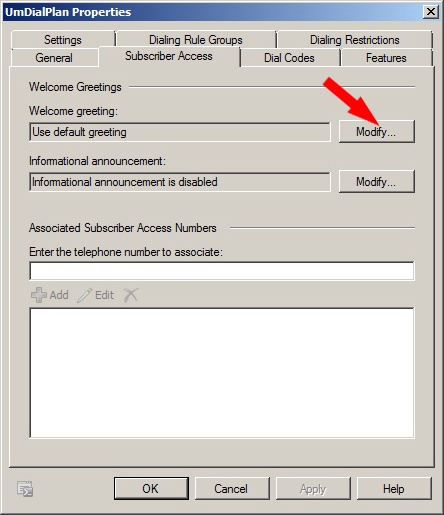 UmDialPlan Properties
Settings Dialing Rule Groups Dialing Restrictions
General Subscriber Access Dial Codes Features
Welcome Greetings
Welcome greeting:
Use default greeting Modify...
Informational announcement:
Informational announcement is disabled Modify...
Associated Subscriber Access Numbers
Enter the telephone number to associate:
Add Edit
OK Cancel Apply Help